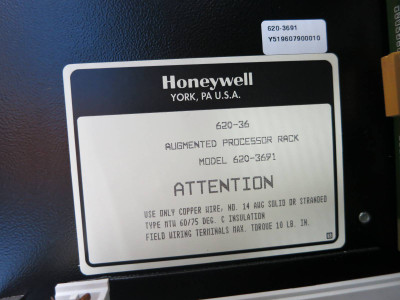 620-3691
Y519607900010
Honeywell
YORK, PA U.S.A.
620-36
AUGMENTED PROCESSOR RACK
MODEL 620-3691
ATTENTION
USE ONLY COPPER WIRE, NO. 14 AWG SOLID OR STRANDED
TYPE MTW 60/75 DEG. C INSULATION
FIELD WIRING TERMINALS MAX. TORQUE 10 LB. IN.